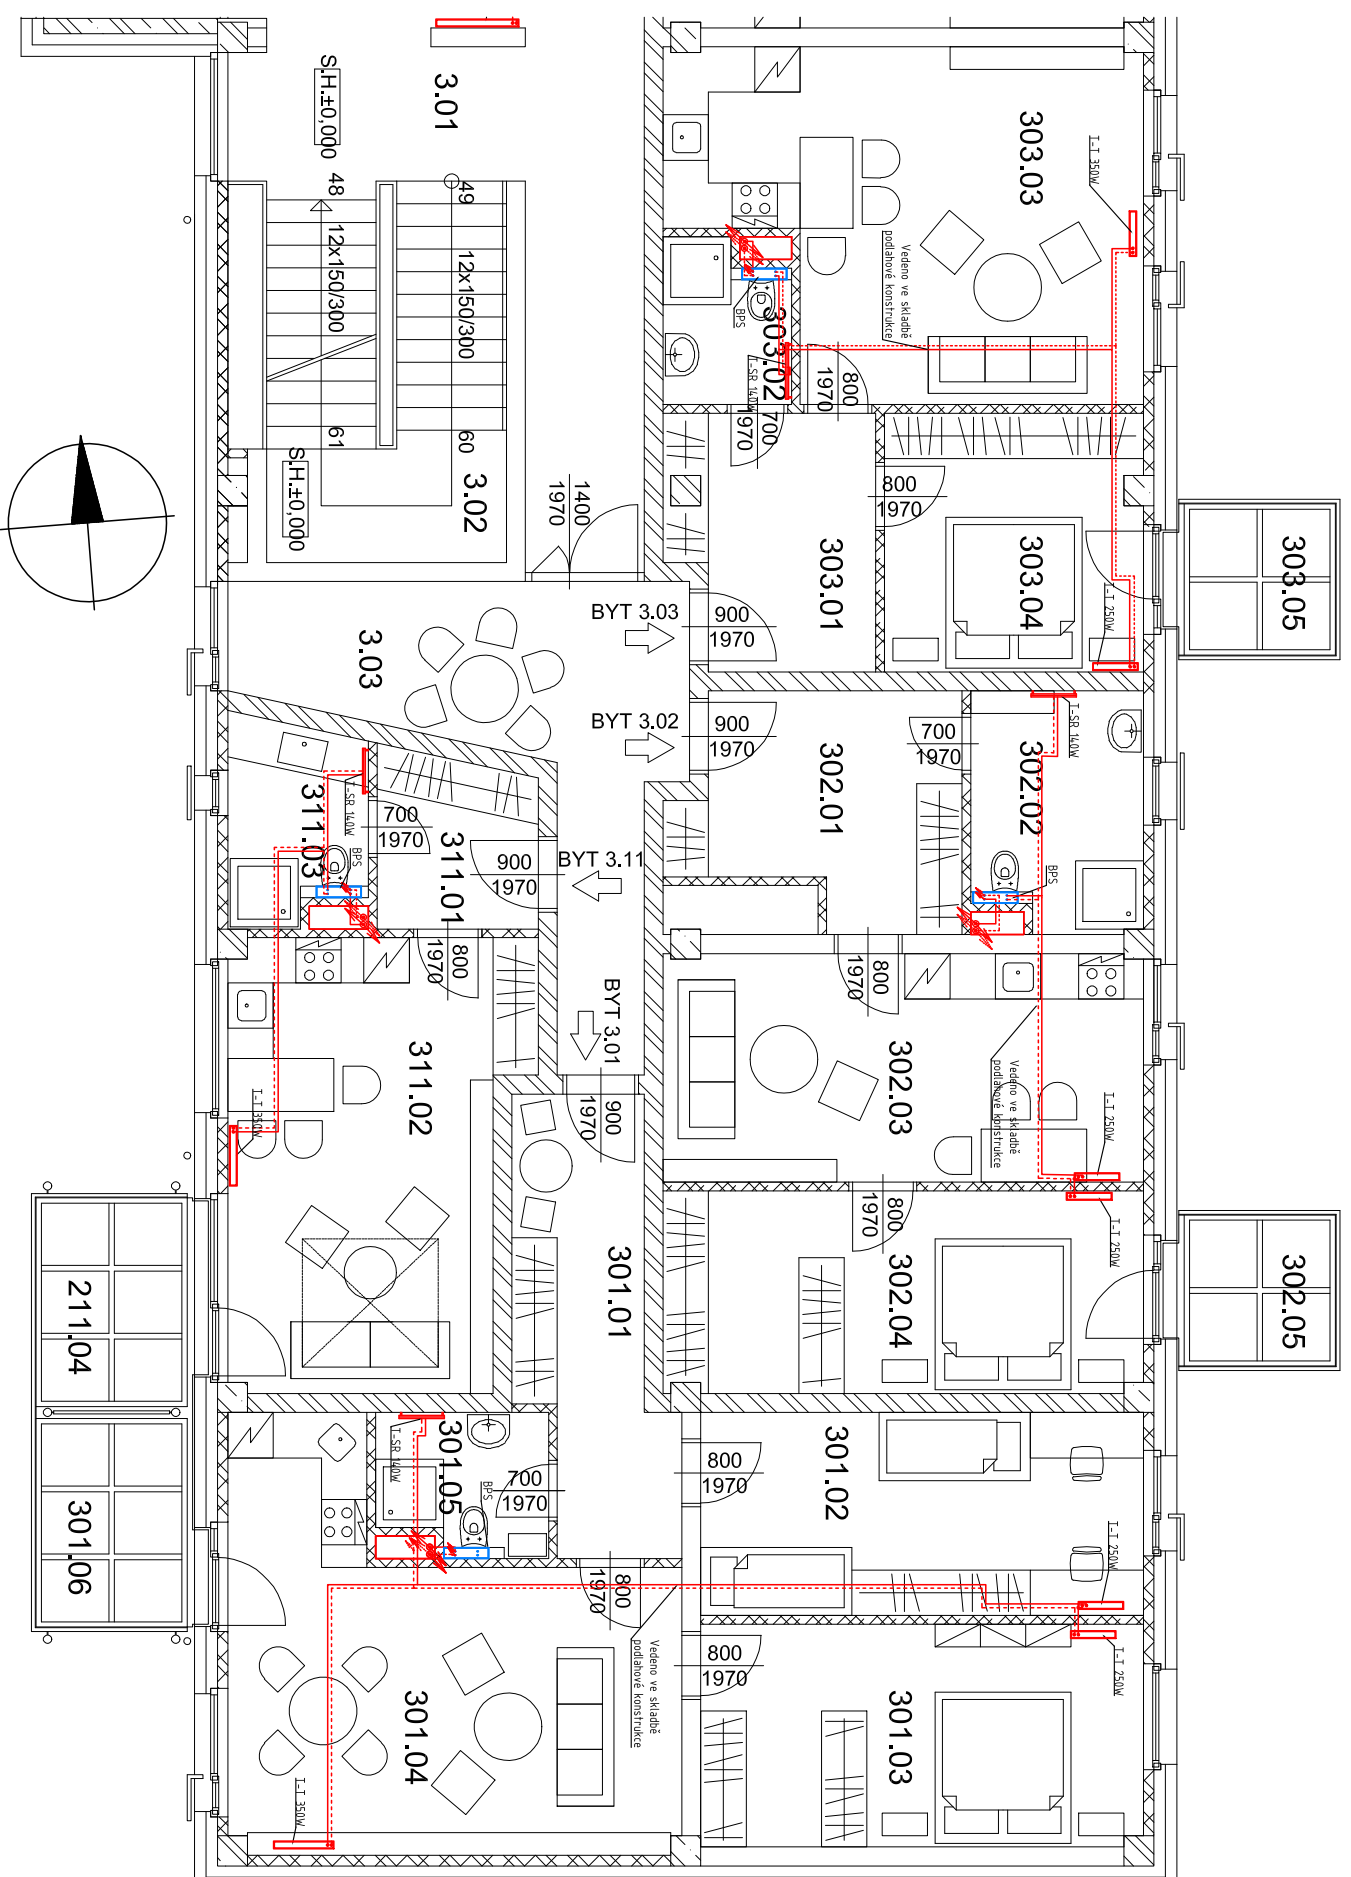 3.01
S.H.±0,000
48
49
12x150/300
12x150/300
61
60
S.H.±0,000
3.02
1400
1970
303.03
T-T 350W
Vedeno ve skladbě
podlahové konstrukce
BPS
303.02
T-SR 140W
700
1970
800
1970
800
1970
303.01
303.04
T-T 250W
303.05
BYT 3.03
900
1970
3.03
BYT 3.02
900
1970
302.01
700
1970
302.02
T-SR 140W
BPS
311.03
T-SR 140W
BPS
700
1970
311.01
900
1970
BYT 3.11
800
1970
BYT 3.01
900
1970
800
1970
302.03
Vedeno ve skladbě
podlahové konstrukce
T-T 250W
311.02
T-T 350W
800
1970
302.04
T-T 250W
302.05
211.04
301.01
301.06
301.05
T-SR 140W
BPS
700
1970
800
1970
301.02
T-T 250W
800
1970
Vedeno ve skladbě
podlahové konstrukce
800
1970
301.04
T-T 350W
301.03
T-T 250W